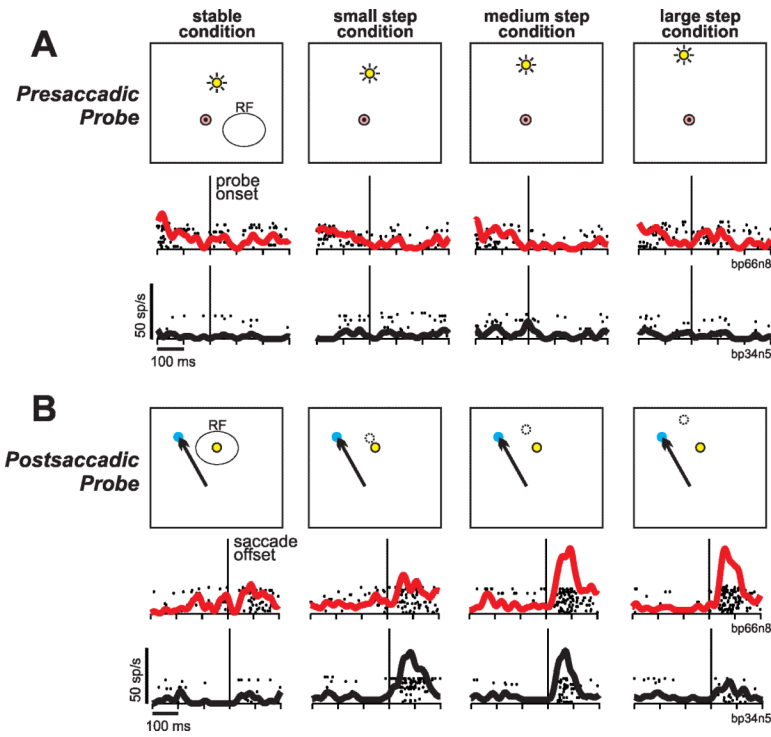 stable condition
small step condition
medium step condition
large step condition
A
Presaccadic Probe
RF
probe onset
bp66n8
50 sp/s
bp34n5
100 ms
B
Postsaccadic Probe
RF
saccade offset
bp66n8
50 sp/s
bp34n5
100 ms